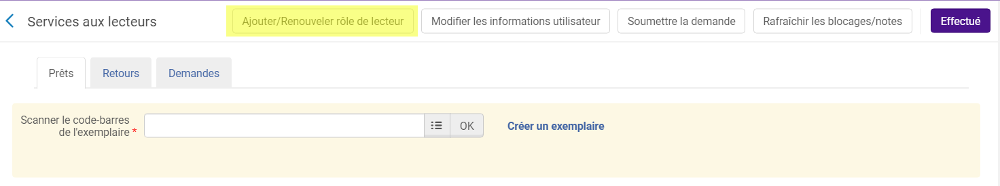 Services aux lecteurs
Ajouter/Renouveler rôle de lecteur
Modifier les informations utilisateur
Soumettre la demande
Rafraîchir les blocages/notes
Effectué
Prêts
Retours
Demandes
Scanner le code-barres
de l'exemplaire *
OK
Créer un exemplaire